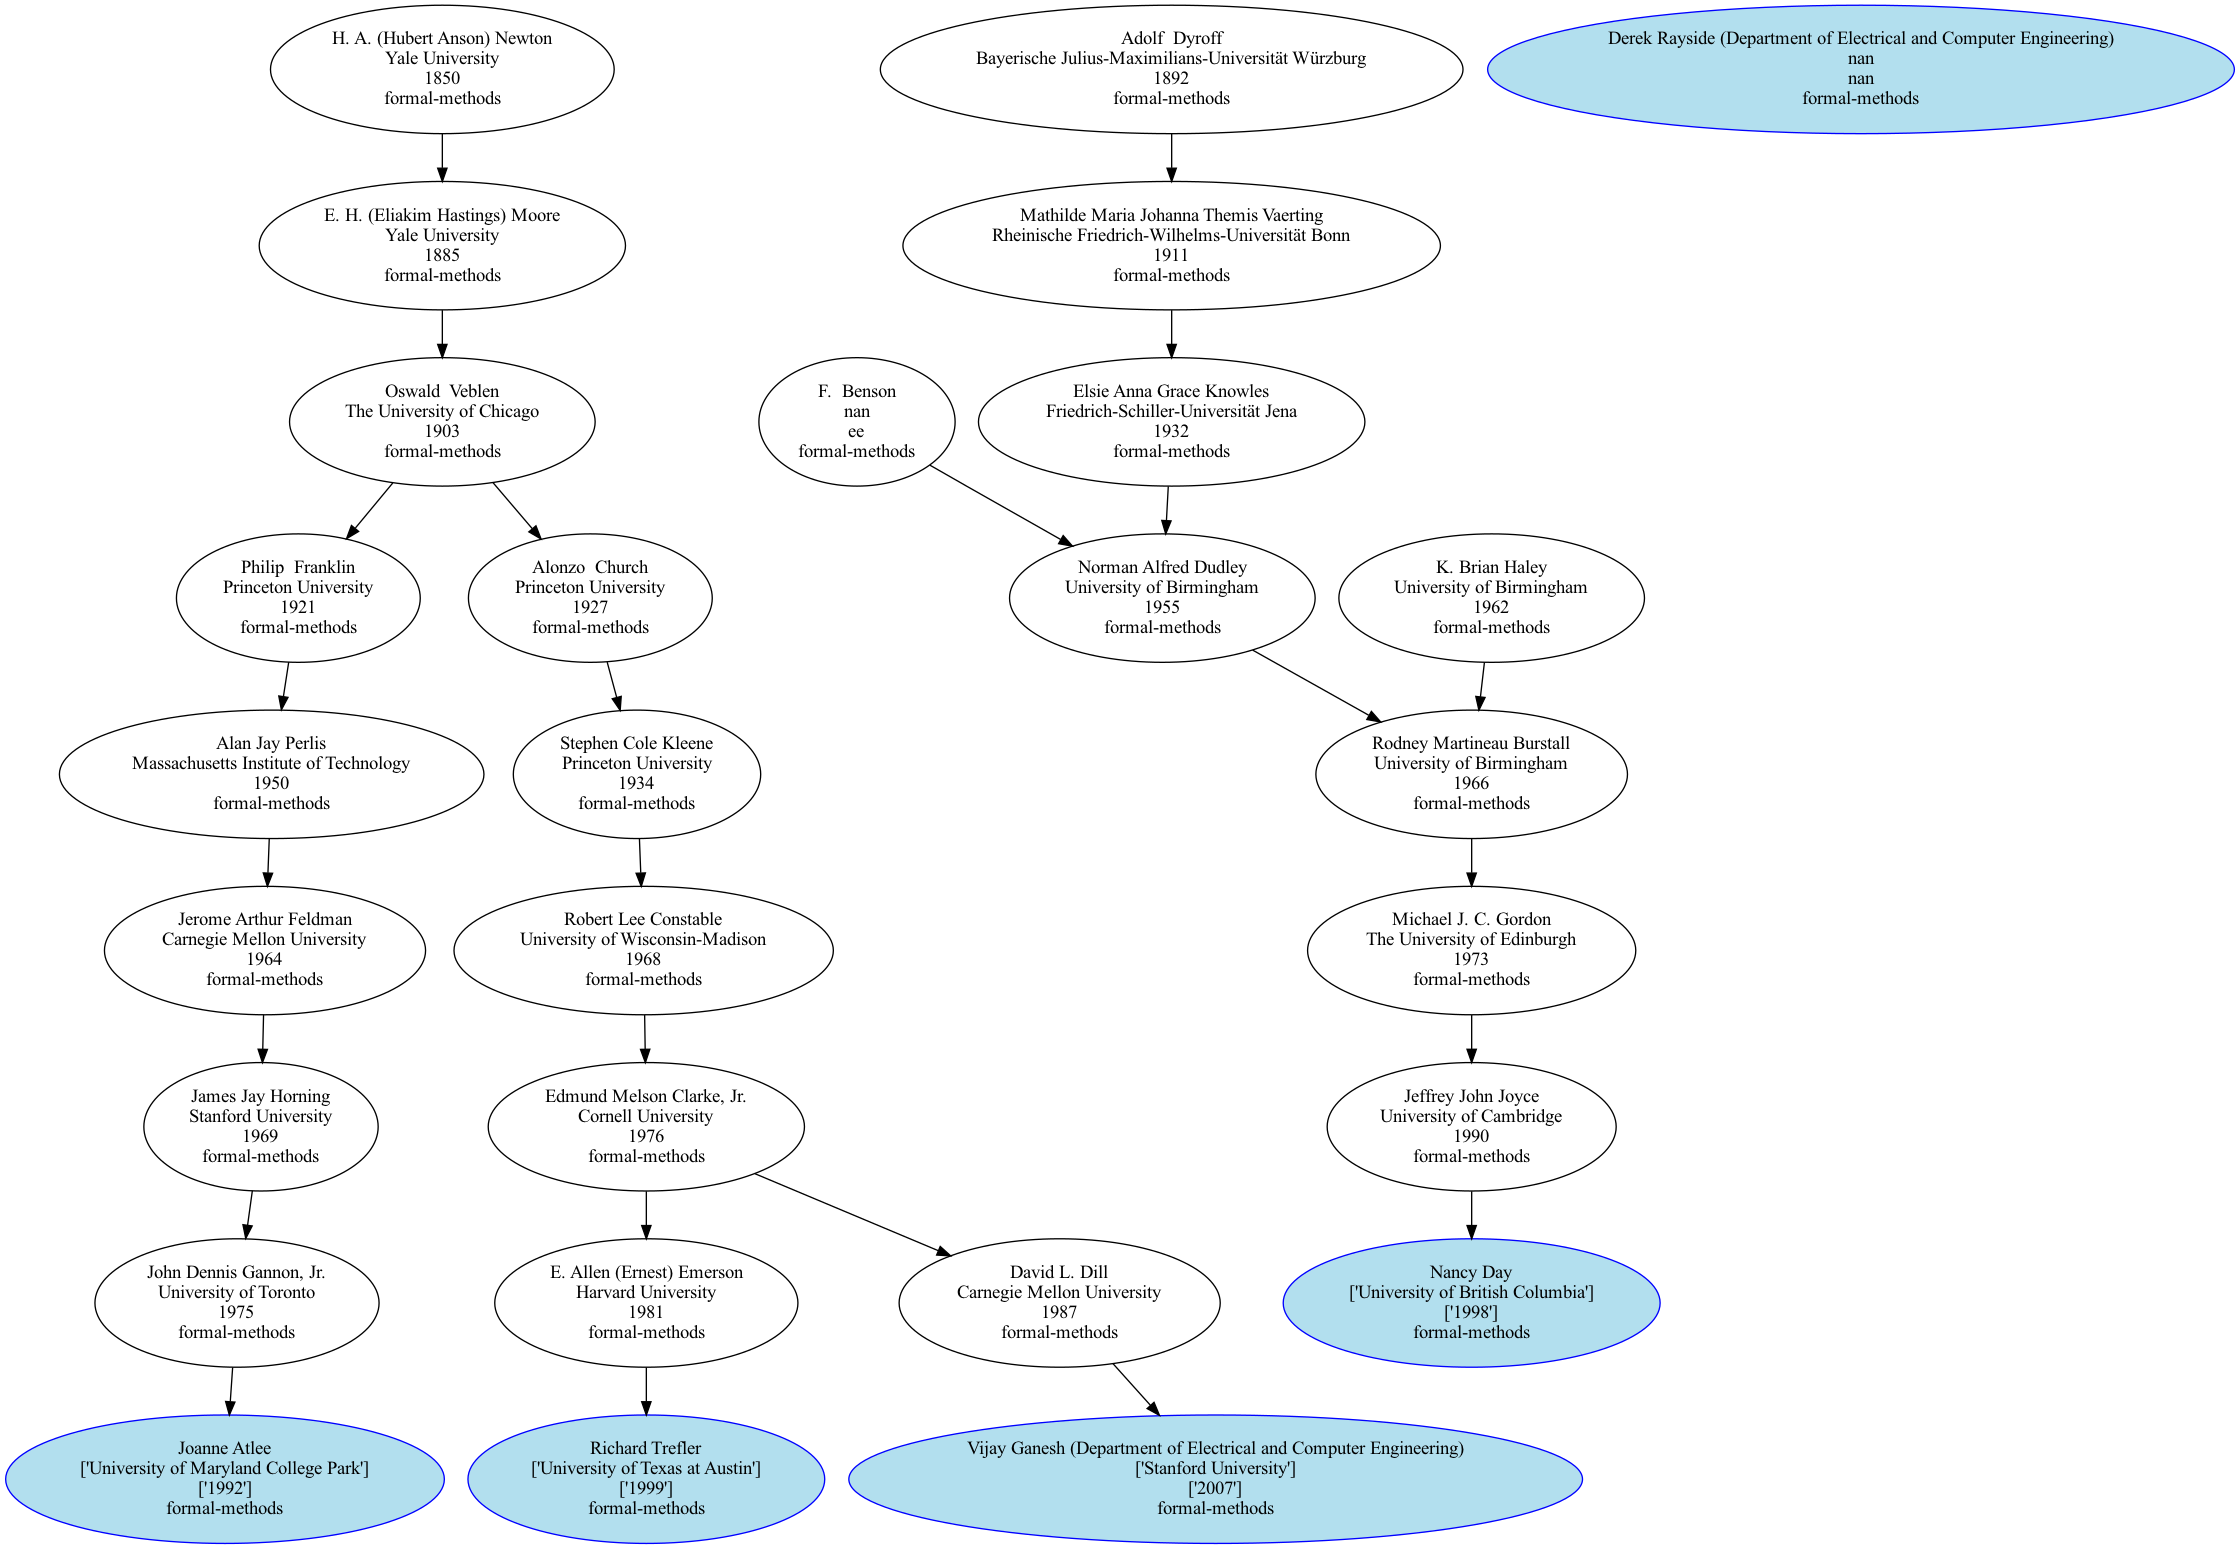 H. A. (Hubert Anson) Newton
Yale University
1850
formal-methods
Adolf  Dyroff
Bayerische Julius-Maximilians-Universität Würzburg
1892
formal-methods
Derek Rayside (Department of Electrical and Computer Engineering)
nan
nan
formal-methods
E. H. (Eliakim Hastings) Moore
Yale University
1885
formal-methods
Mathilde Maria Johanna Themis Vaerting
Rheinische Friedrich-Wilhelms-Universität Bonn
1911
formal-methods
Oswald  Veblen
The University of Chicago
1903
formal-methods
F.  Benson
nan
ee
formal-methods
Elsie Anna Grace Knowles
Friedrich-Schiller-Universität Jena
1932
formal-methods
Philip  Franklin
Princeton University
1921
formal-methods
Alonzo  Church
Princeton University
1927
formal-methods
Norman Alfred Dudley
University of Birmingham
1955
formal-methods
K. Brian Haley
University of Birmingham
1962
formal-methods
Alan Jay Perlis
Massachusetts Institute of Technology
1950
formal-methods
Stephen Cole Kleene
Princeton University
1934
formal-methods
Rodney Martineau Burstall
University of Birmingham
1966
formal-methods
Jerome Arthur Feldman
Carnegie Mellon University
1964
formal-methods
Robert Lee Constable
University of Wisconsin-Madison
1968
formal-methods
Michael J. C. Gordon
The University of Edinburgh
1973
formal-methods
James Jay Horning
Stanford University
1969
formal-methods
Edmund Melson Clarke, Jr.
Cornell University
1976
formal-methods
Jeffrey John Joyce
University of Cambridge
1990
formal-methods
John Dennis Gannon, Jr.
University of Toronto
1975
formal-methods
E. Allen (Ernest) Emerson
Harvard University
1981
formal-methods
David L. Dill
Carnegie Mellon University
1987
formal-methods
Nancy Day
['University of British Columbia']
['1998']
formal-methods
Joanne Atlee
['University of Maryland College Park']
['1992']
formal-methods
Richard Trefler
['University of Texas at Austin']
['1999']
formal-methods
Vijay Ganesh (Department of Electrical and Computer Engineering)
['Stanford University']
['2007']
formal-methods